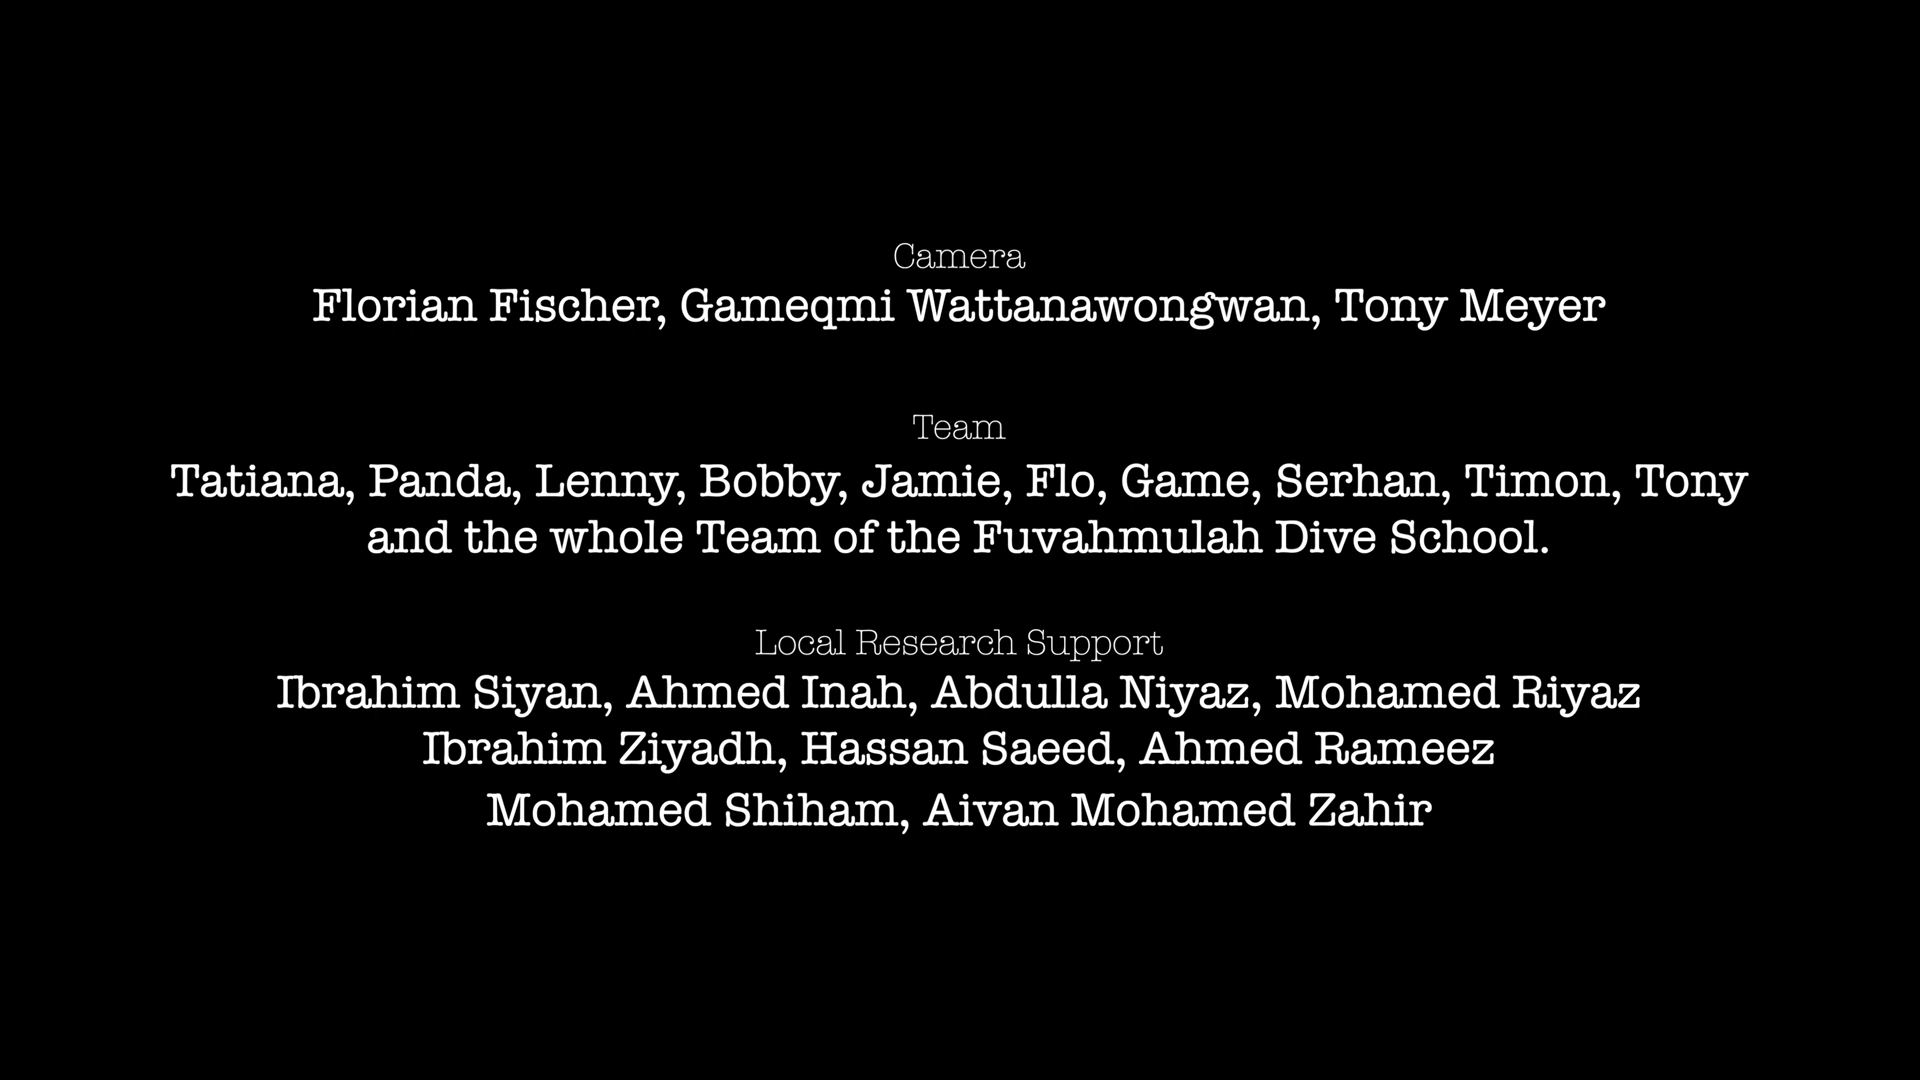 Camera
Florian Fischer, Gameqmi Wattanawongwan, Tony Meyer
Team
Tatiana, Panda, Lenny, Bobby, Jamie, Flo, Game, Serhan, Timon, Tony
and the whole Team of the Fuvahmulah Dive School.
Local Research Support
Ibrahim Siyan, Ahmed Inah, Abdulla Niyaz, Mohamed Riyaz
Ibrahim Ziyadh, Hassan Saeed, Ahmed Rameez
Mohamed Shiham, Aivan Mohamed Zahir